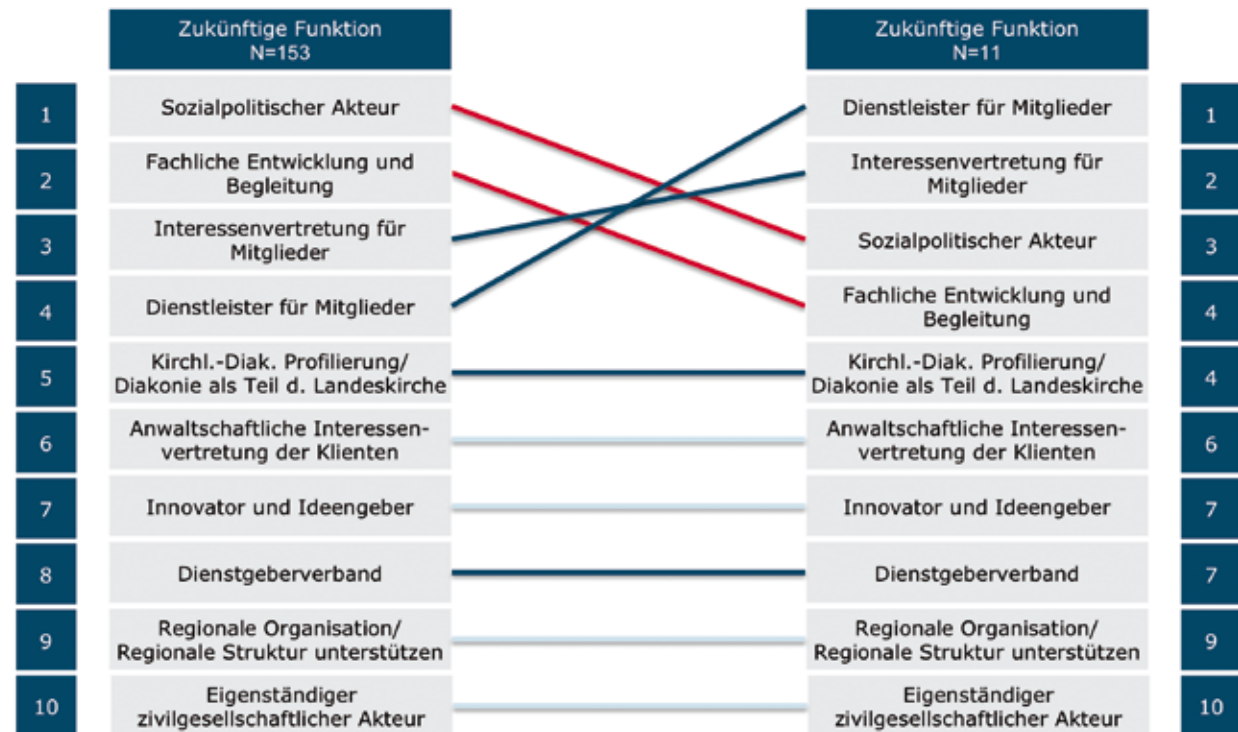 Zukünftige Funktion
N=153
Zukünftige Funktion
N=11
1
Sozialpolitischer Akteur
Dienstleister für Mitglieder
1
2
Fachliche Entwicklung und
Begleitung
Interessenvertretung für
Mitglieder
2
3
Interessenvertretung für
Mitglieder
Sozialpolitischer Akteur
3
4
Dienstleister für Mitglieder
Fachliche Entwicklung und
Begleitung
4
5
Kirchl.-Diak. Profilierung/
Diakonie als Teil d. Landeskirche
Kirchl.-Diak. Profilierung/
Diakonie als Teil d. Landeskirche
4
6
Anwaltschaftliche Interessen-
vertretung der Klienten
Anwaltschaftliche Interessen-
vertretung der Klienten
6
7
Innovator und Ideengeber
Innovator und Ideengeber
7
8
Dienstgeberverband
Dienstgeberverband
7
9
Regionale Organisation/
Regionale Struktur unterstützen
Regionale Organisation/
Regionale Struktur unterstützen
9
10
Eigenständiger
zivilgesellschaftlicher Akteur
Eigenständiger
zivilgesellschaftlicher Akteur
10